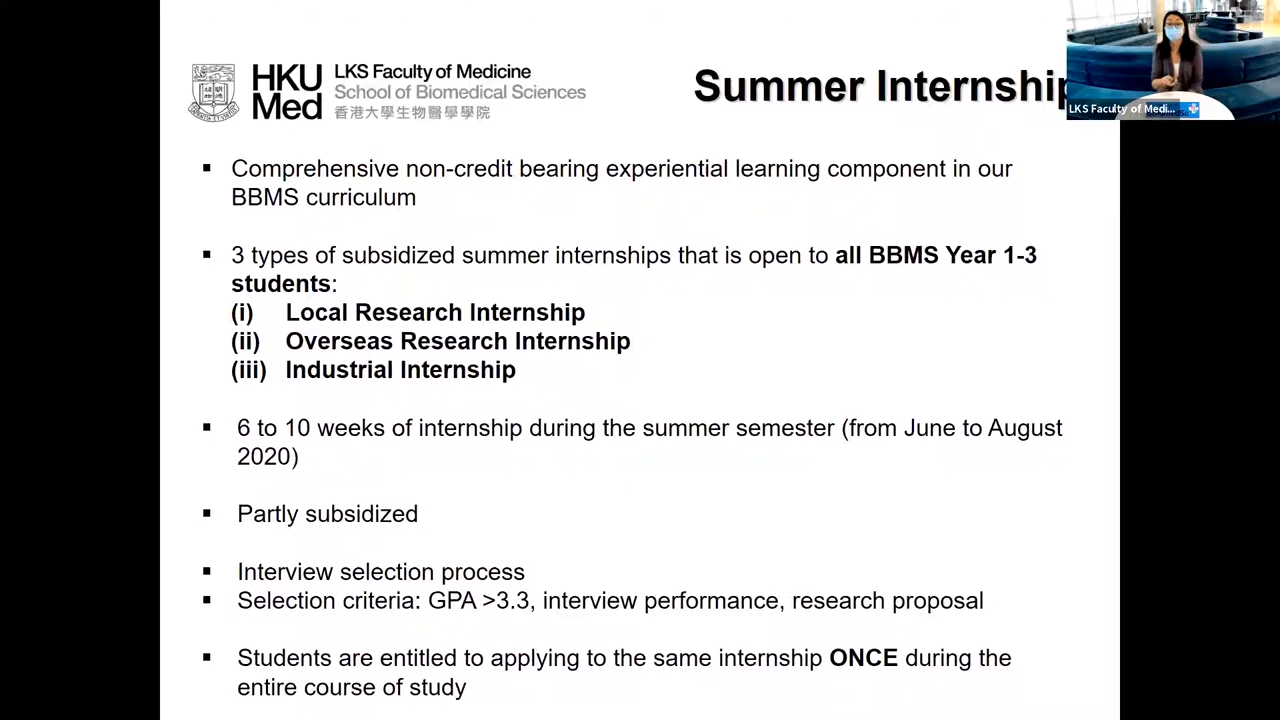 HKU
Med
LKS Faculty of Medicine
School of Biomedical Sciences
香港大學生物醫學學院
Summer Internship
LKS Faculty of Medi...
▪ Comprehensive non-credit bearing experiential learning component in our
BBMS curriculum
▪ 3 types of subsidized summer internships that is open to all BBMS Year 1-3
students:
(i) Local Research Internship
(ii) Overseas Research Internship
(iii) Industrial Internship
▪ 6 to 10 weeks of internship during the summer semester (from June to August
2020)
▪ Partly subsidized
▪ Interview selection process
▪ Selection criteria: GPA >3.3, interview performance, research proposal
▪ Students are entitled to applying to the same internship ONCE during the
entire course of study